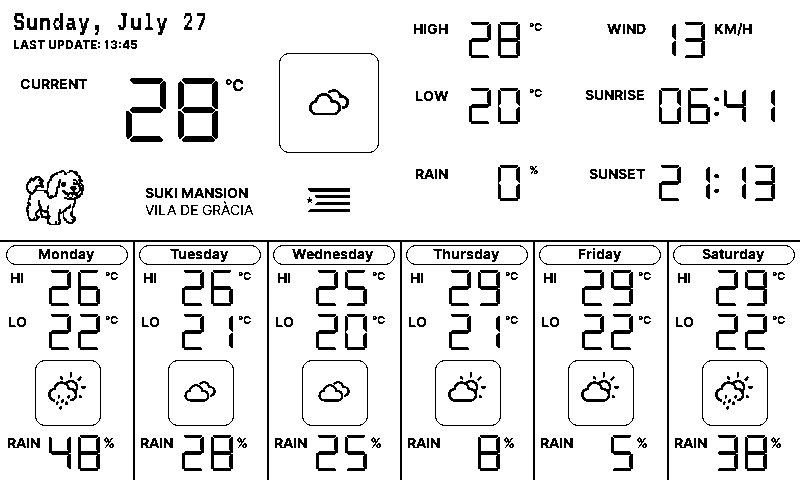 Sunday, July 27
LAST UPDATE: 13:45
CURRENT 28 °C
HIGH 28 °C
WIND 13 KM/H
LOW 20 °C
SUNRISE 06:41
RAIN 0 %
SUNSET 21:13
SUKI MANSION
VILA DE GRÀCIA
Monday
HI 26 °C
LO 22 °C
RAIN 48 %
Tuesday
HI 26 °C
LO 21 °C
RAIN 28 %
Wednesday
HI 25 °C
LO 20 °C
RAIN 25 %
Thursday
HI 29 °C
LO 21 °C
RAIN 8 %
Friday
HI 29 °C
LO 22 °C
RAIN 5 %
Saturday
HI 29 °C
LO 22 °C
RAIN 38 %